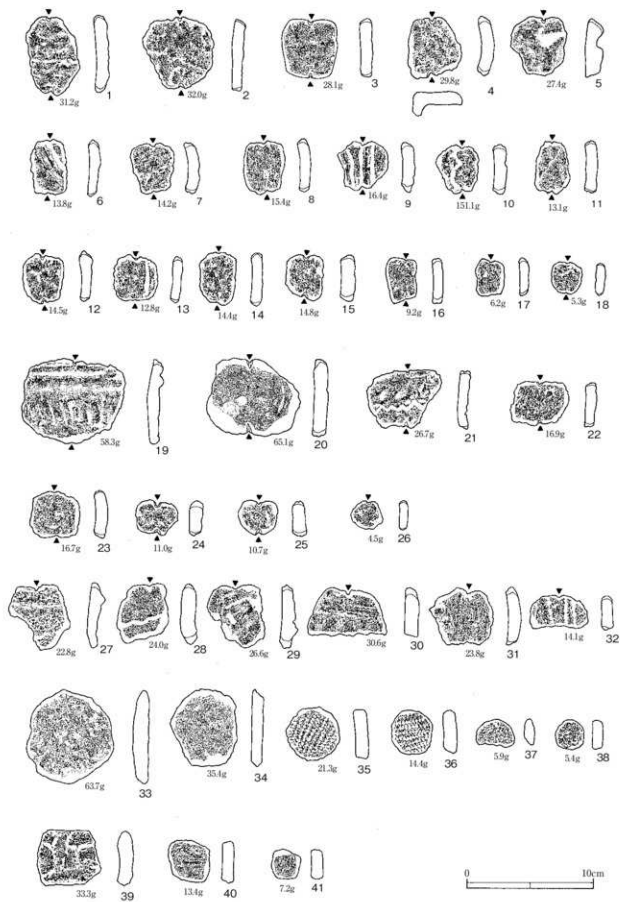 31.2g 1 32.0g 2 28.1g 3 29.8g 4 27.4g 5
13.8g 6 14.2g 7 15.4g 8 16.4g 9 151.1g 10 13.1g 11
14.5g 12 12.8g 13 14.4g 14 14.8g 15 9.2g 16 6.2g 17 5.3g 18
58.3g 19 65.1g 20 26.7g 21 16.9g 22
16.7g 23 11.0g 24 10.7g 25 4.5g 26
22.8g 27 24.0g 28 26.6g 29 30.6g 30 23.8g 31 14.1g 32
63.7g 33 35.4g 34 21.3g 35 14.4g 36 5.9g 37 5.4g 38
33.3g 39 13.4g 40 7.2g 41
0 10cm